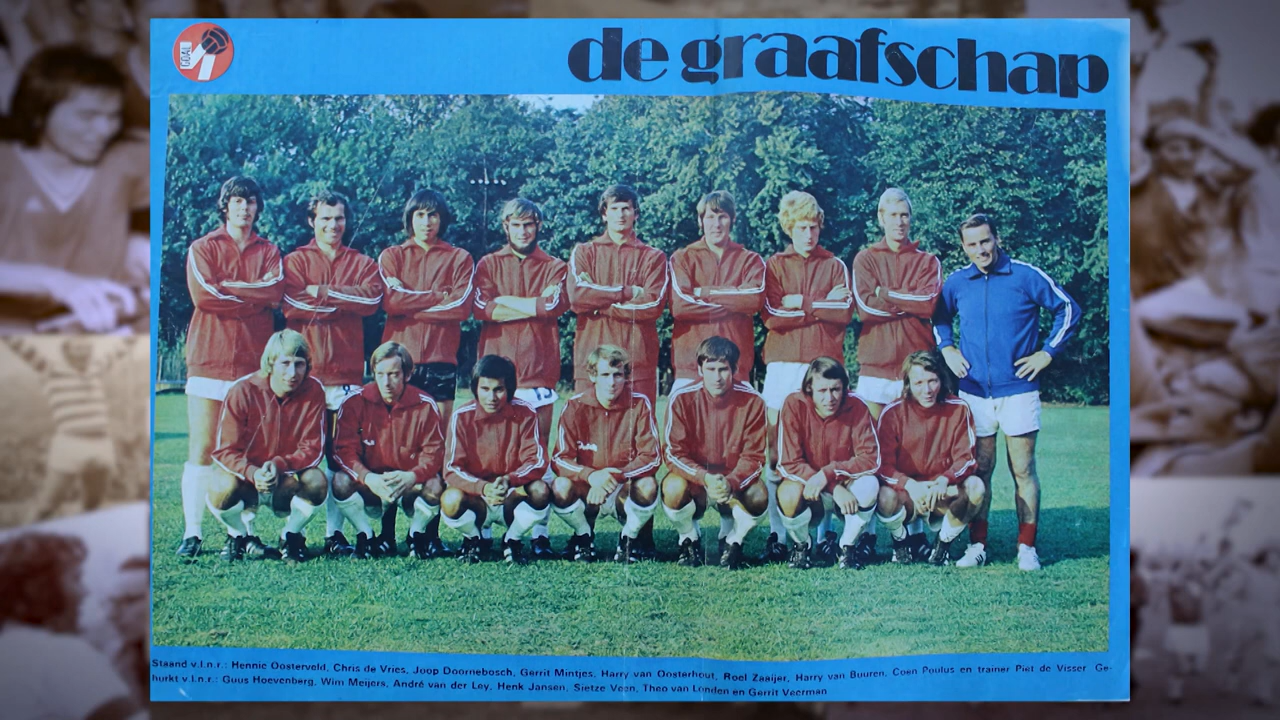 GOAL
de graafschap
Staand v.l.n.r.: Hennie Oosterveld, Chris de Vries, Joop Doornebosch, Gerrit Mintjes, Harry van Oosterhout, Roel Zaaijer, Harry van Buuren, Coen Poulus en trainer Piet de Visser. Ge-
hurkt v.l.n.r.: Guus Hoevenberg, Wim Meijers, André van der Ley, Henk Jansen, Sietze Veen, Theo van Londen en Gerrit Veerman